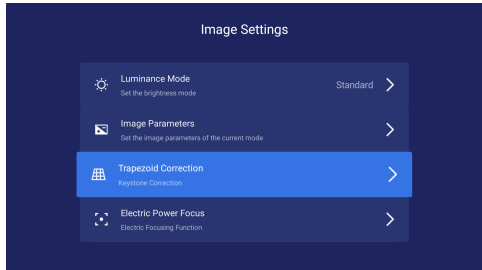 Image Settings
Luminance Mode
Set the brightness mode
Standard
Image Parameters
Set the image parameters of the current mode
Trapezoid Correction
Keystone Correction
Electric Power Focus
Electric Focusing Function